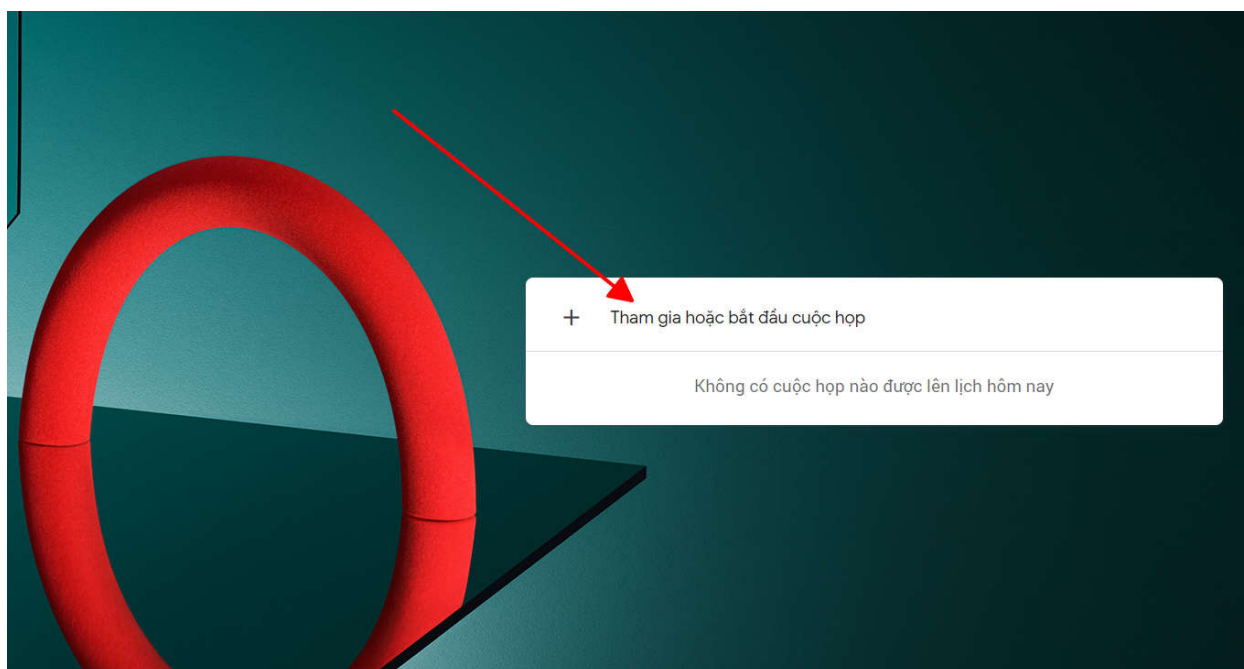 + Tham gia hoặc bắt đầu cuộc họp
Không có cuộc họp nào được lên lịch hôm nay